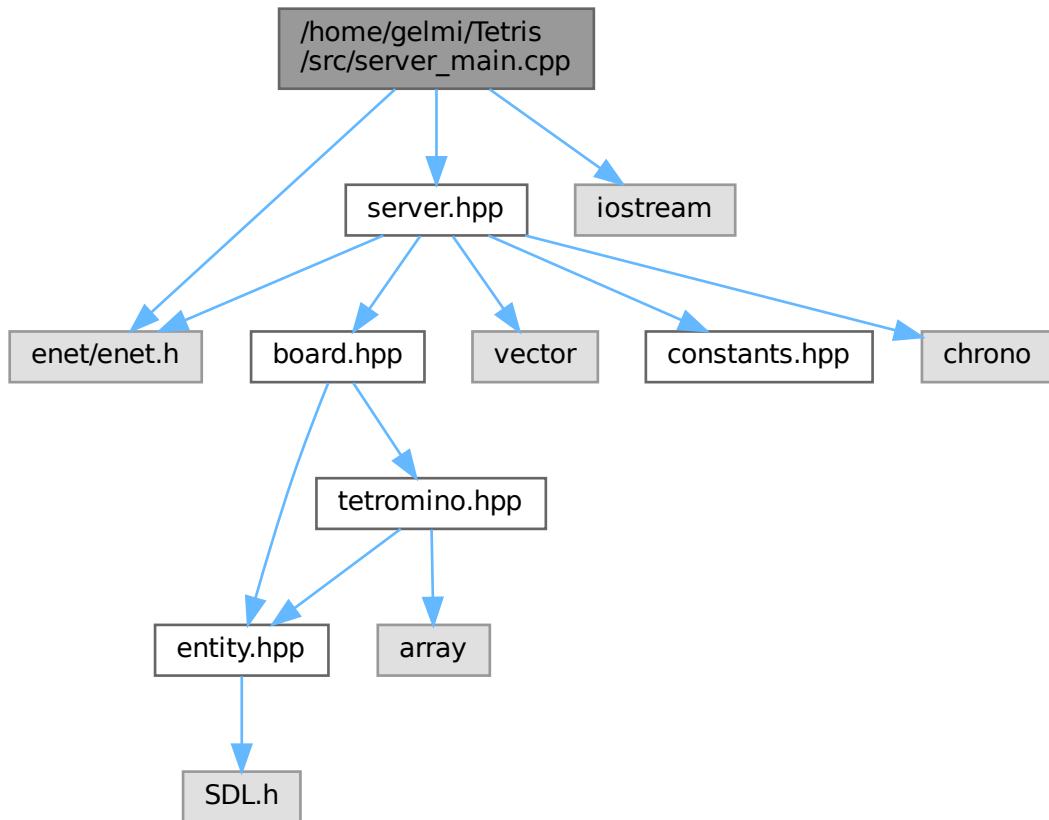 /home/gelmi/Tetris
/src/server_main.cpp
server.hpp
iostream
enet/enet.h
board.hpp
vector
constants.hpp
chrono
tetromino.hpp
entity.hpp
array
SDL.h